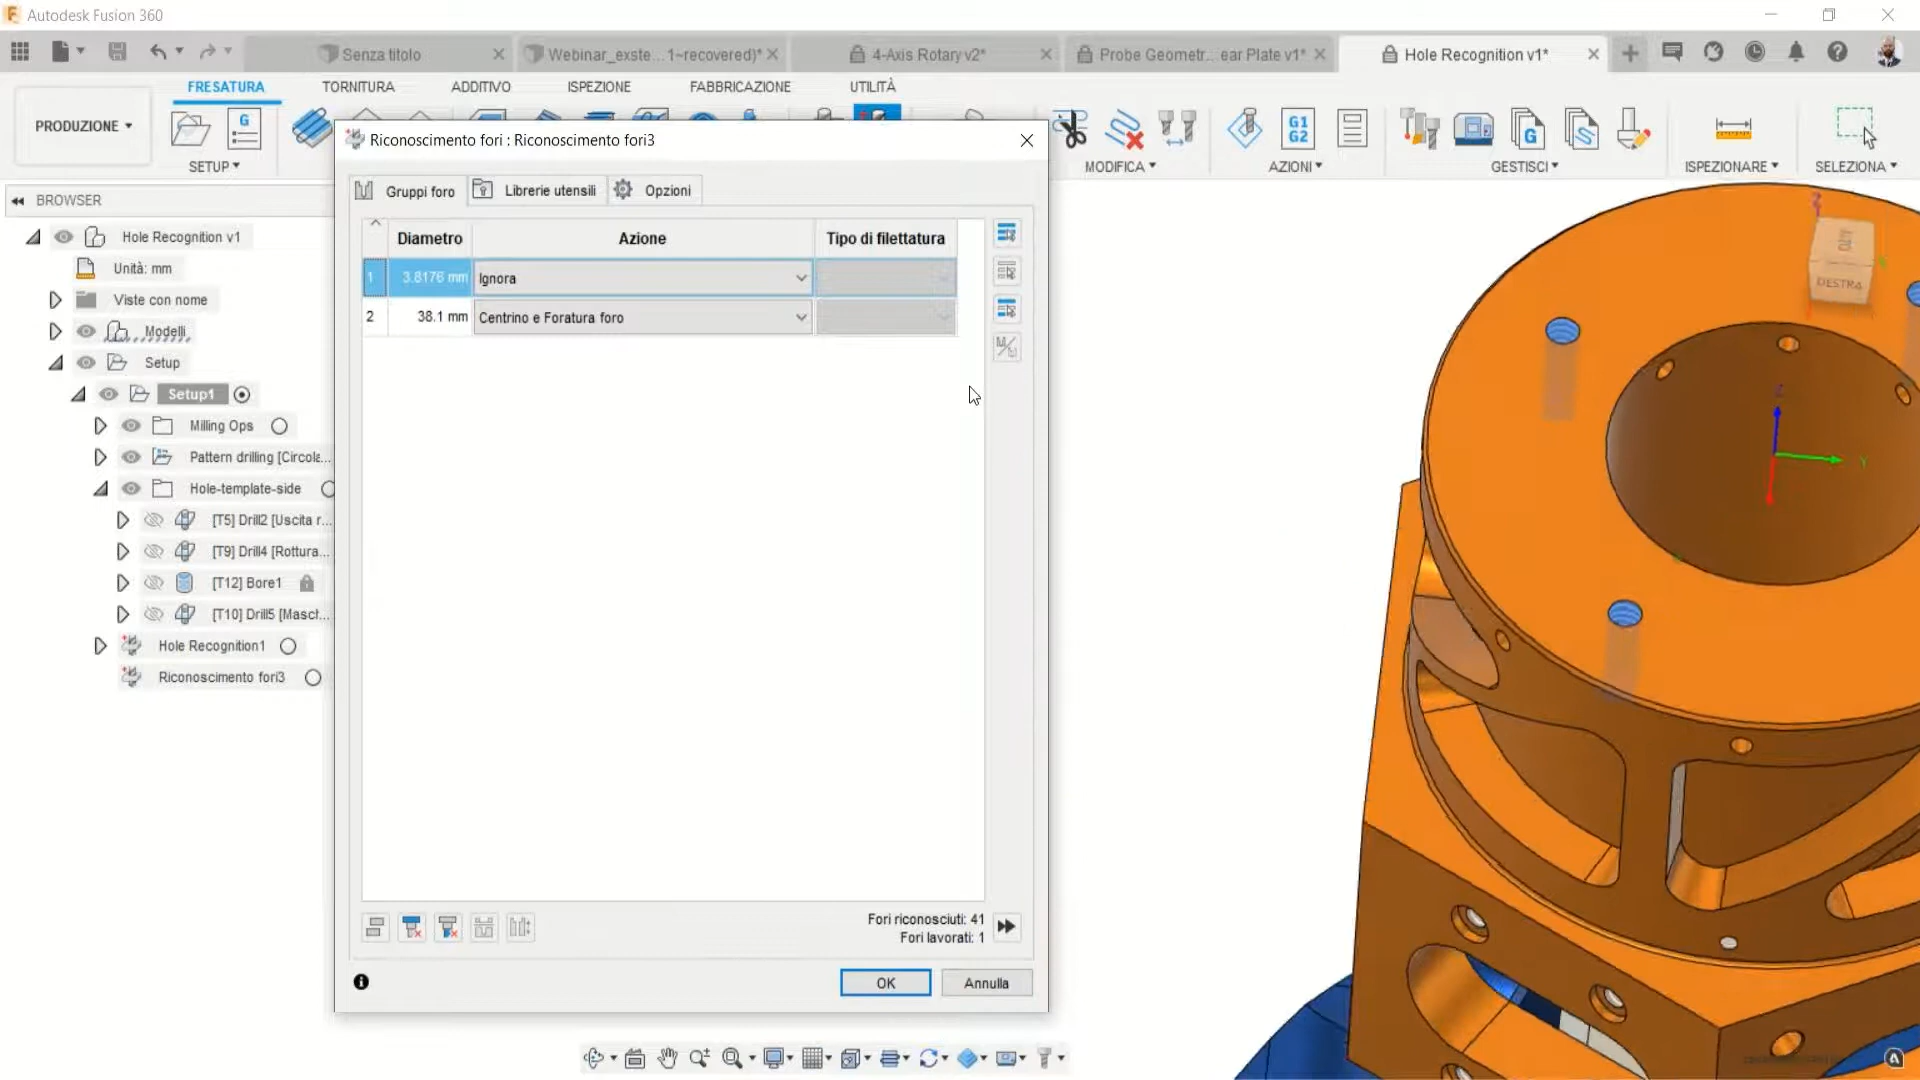 Autodesk Fusion 360
Senza titolo
Webinar_exste... 1~recovered)*
4-Axis Rotary v2*
Probe Geometr... ear Plate v1*
Hole Recognition v1*
FRESATURA
TORNITURA
ADDITIVO
ISPEZIONE
FABBRICAZIONE
UTILITÀ
PRODUZIONE
SETUP
MODIFICA
AZIONI
GESTISCI
ISPEZIONARE
SELEZIONA
G
G1
G2
G
BROWSER
Hole Recognition v1
Unità: mm
Viste con nome
Modelli
Setup
Setup1
Milling Ops
Pattern drilling [Circola...
Hole-template-side
[T5] Drill2 [Uscita r...
[T9] Drill4 [Rottura...
[T12] Bore1
[T10] Drill5 [Masch...
Hole Recognition1
Riconoscimento fori3
Riconoscimento fori : Riconoscimento fori3
Gruppi foro
Librerie utensili
Opzioni
Diametro
Azione
Tipo di filettatura
1
3.8176 mm
Ignora
2
38.1 mm
Centrino e Foratura foro
Fori riconosciuti: 41
Fori lavorati: 1
OK
Annulla
Z
DESTRA
Z
Y